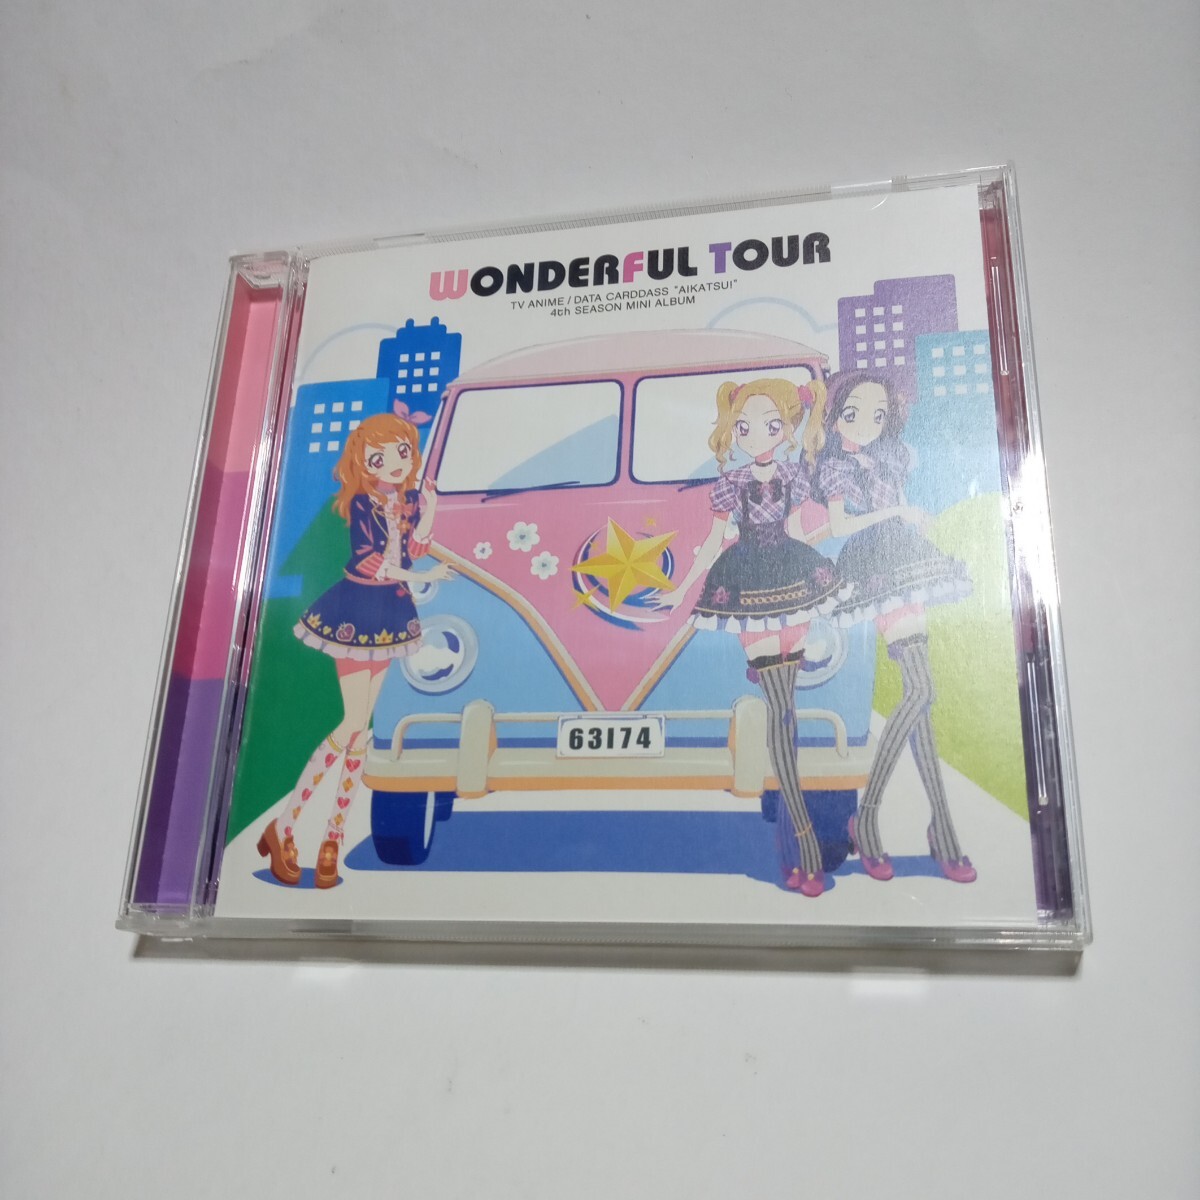 WONDERFUL TOUR
TV ANIME / DATA CARDDASS "AIKATSU!"
4th SEASON MINI ALBUM
63174